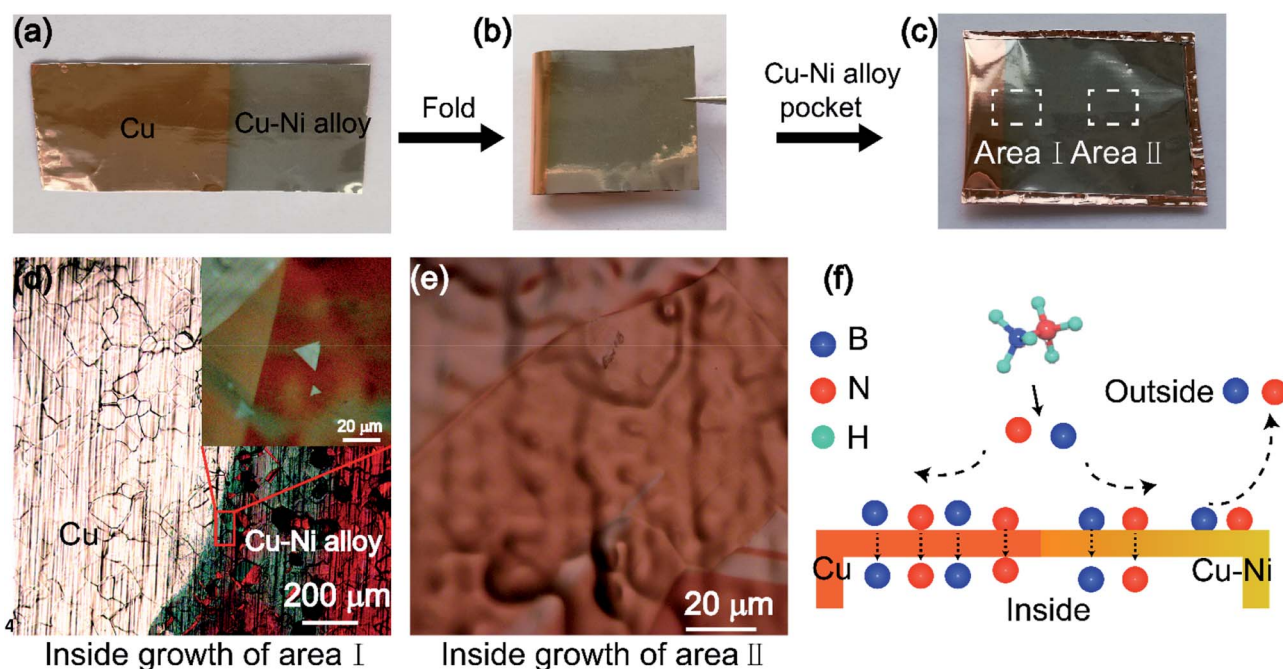 (a)
Cu
Cu-Ni alloy
Fold
(b)
Cu-Ni alloy
pocket
(c)
Area I
Area II
(d)
Cu
Cu-Ni alloy
20 μm
200 μm
4
Inside growth of area I
(e)
20 μm
Inside growth of area II
(f)
B
N
H
Outside
Cu
Cu-Ni
Inside